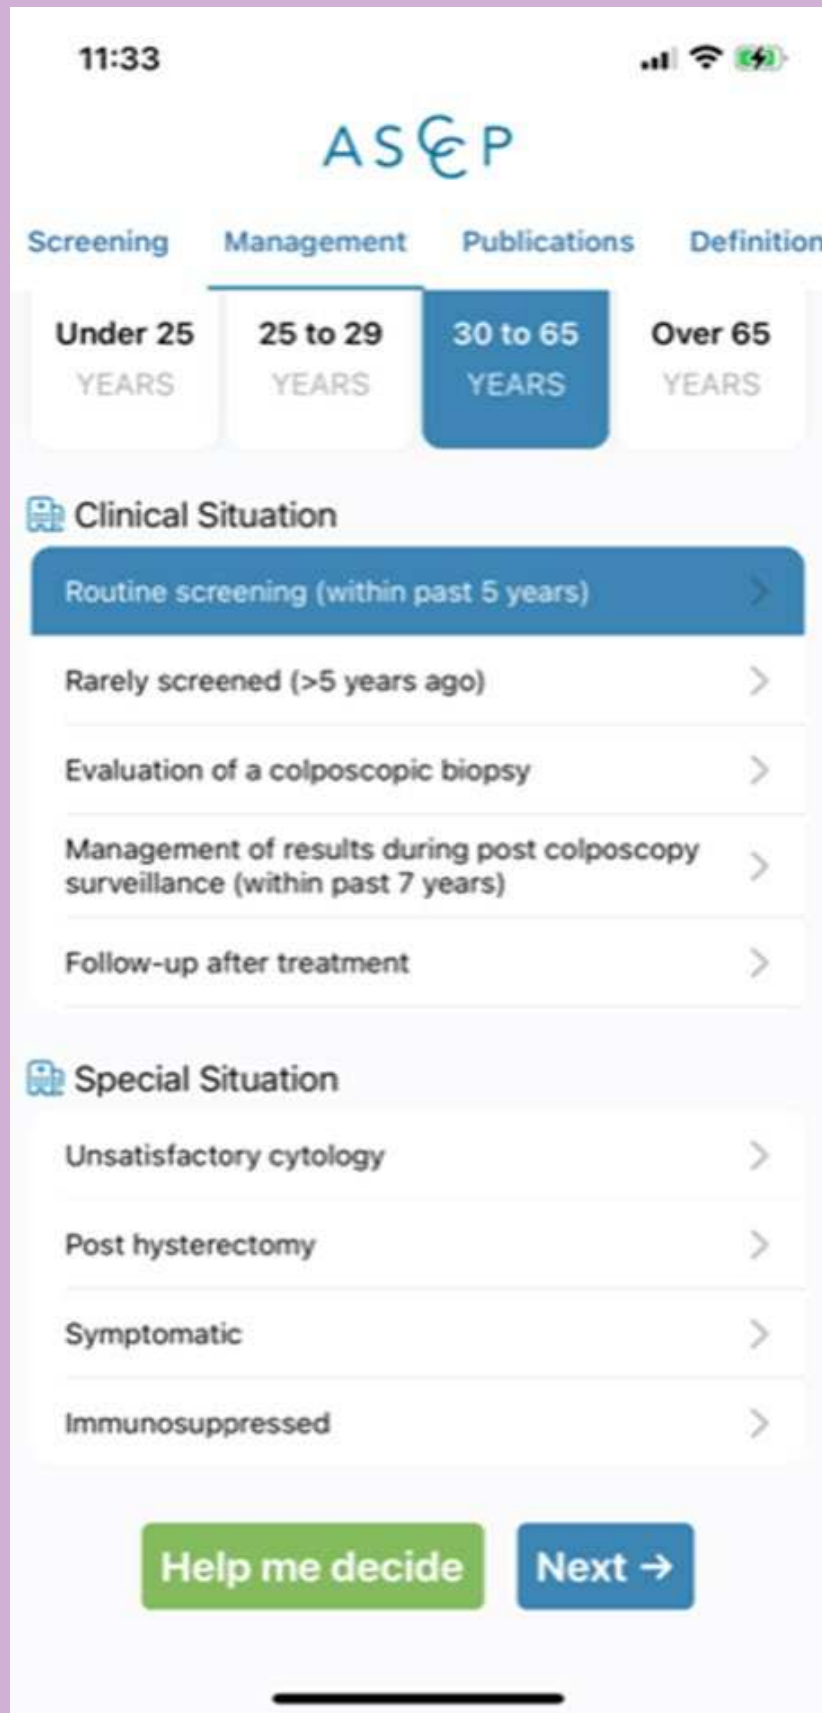 11:33
ASCCP
Screening Management Publications Definition
Under 25 25 to 29 30 to 65 Over 65
YEARS YEARS YEARS YEARS
Clinical Situation
Routine screening (within past 5 years)
Rarely screened (>5 years ago)
Evaluation of a colposcopic biopsy
Management of results during post colposcopy
surveillance (within past 7 years)
Follow-up after treatment
Special Situation
Unsatisfactory cytology
Post hysterectomy
Symptomatic
Immunosuppressed
Help me decide Next →